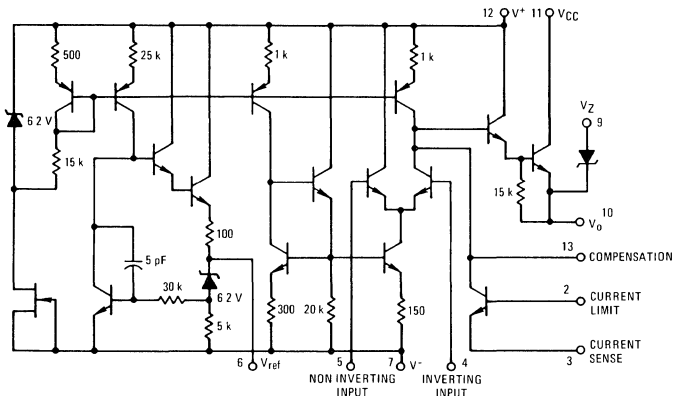 12 V+ 11 VCC
500 25 k 1 k 1 k
VZ
6 2 V 9
15 k
15 k
10
Vo
100
13
5 pF COMPENSATION
30 k 6 2 V 2 CURRENT
LIMIT
300 20 k 150
5 k
CURRENT
3 SENSE
6 Vref 5 7 V- 4
NON INVERTING INVERTING
INPUT INPUT